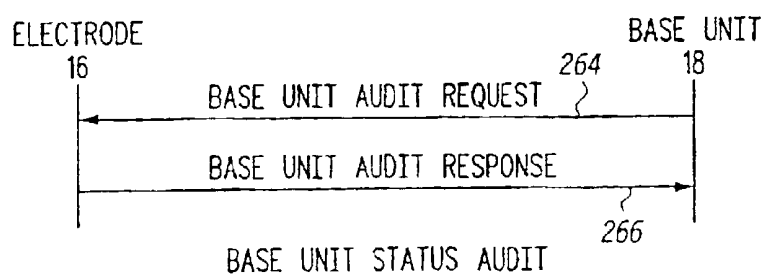 ELECTRODE
16
BASE UNIT
18
264
BASE UNIT AUDIT REQUEST
BASE UNIT AUDIT RESPONSE
266
BASE UNIT STATUS AUDIT